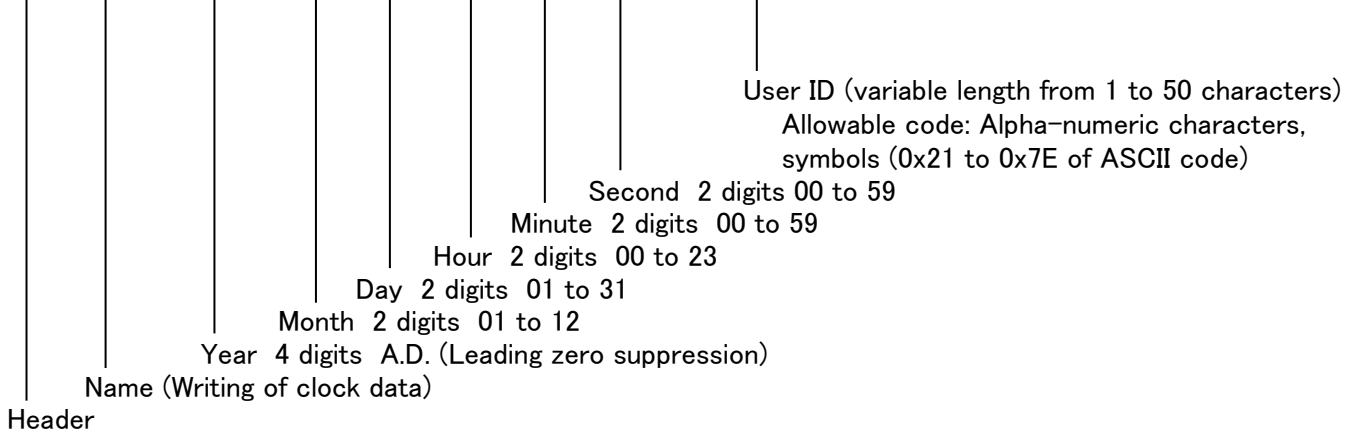 User ID (variable length from 1 to 50 characters)
Allowable code: Alpha-numeric characters,
symbols (0x21 to 0x7E of ASCII code)
Second 2 digits 00 to 59
Minute 2 digits 00 to 59
Hour 2 digits 00 to 23
Day 2 digits 01 to 31
Month 2 digits 01 to 12
Year 4 digits A.D. (Leading zero suppression)
Name (Writing of clock data)
Header